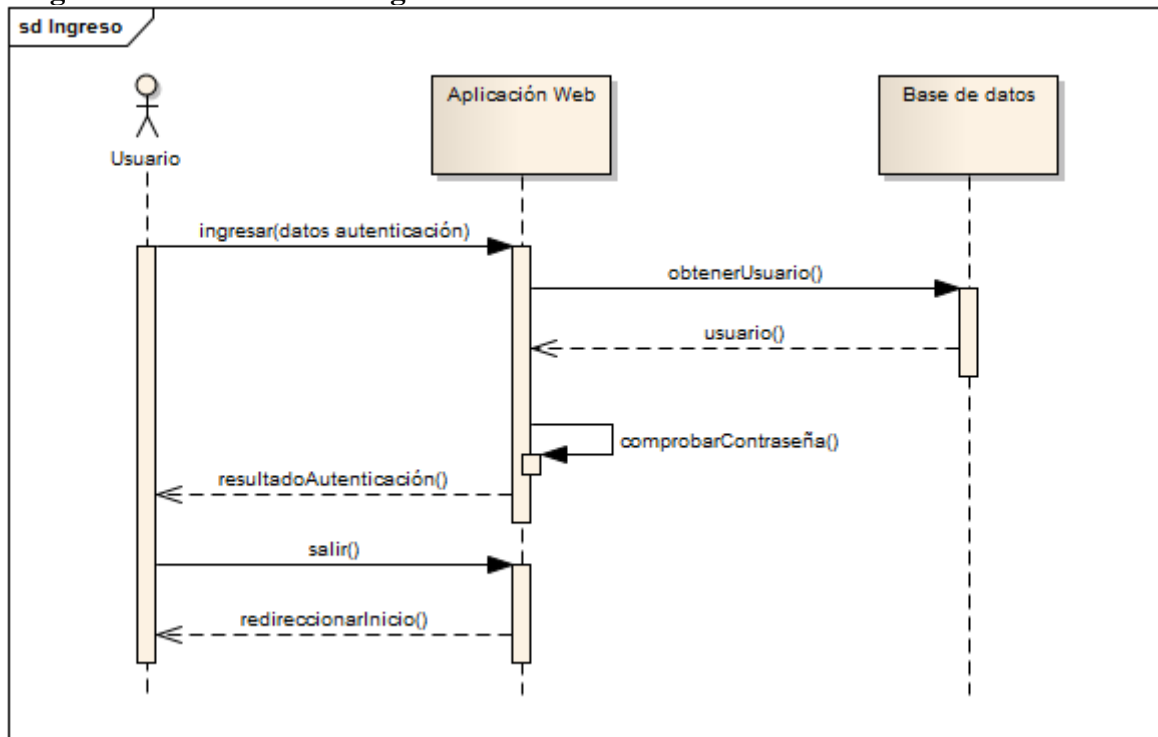 sd Ingreso
Aplicación Web
Base de datos
Usuario
ingresar(datos autenticación)
obtenerUsuario()
usuario()
comprobarContraseña()
resultadoAutenticación()
salir()
redireccionarInicio()